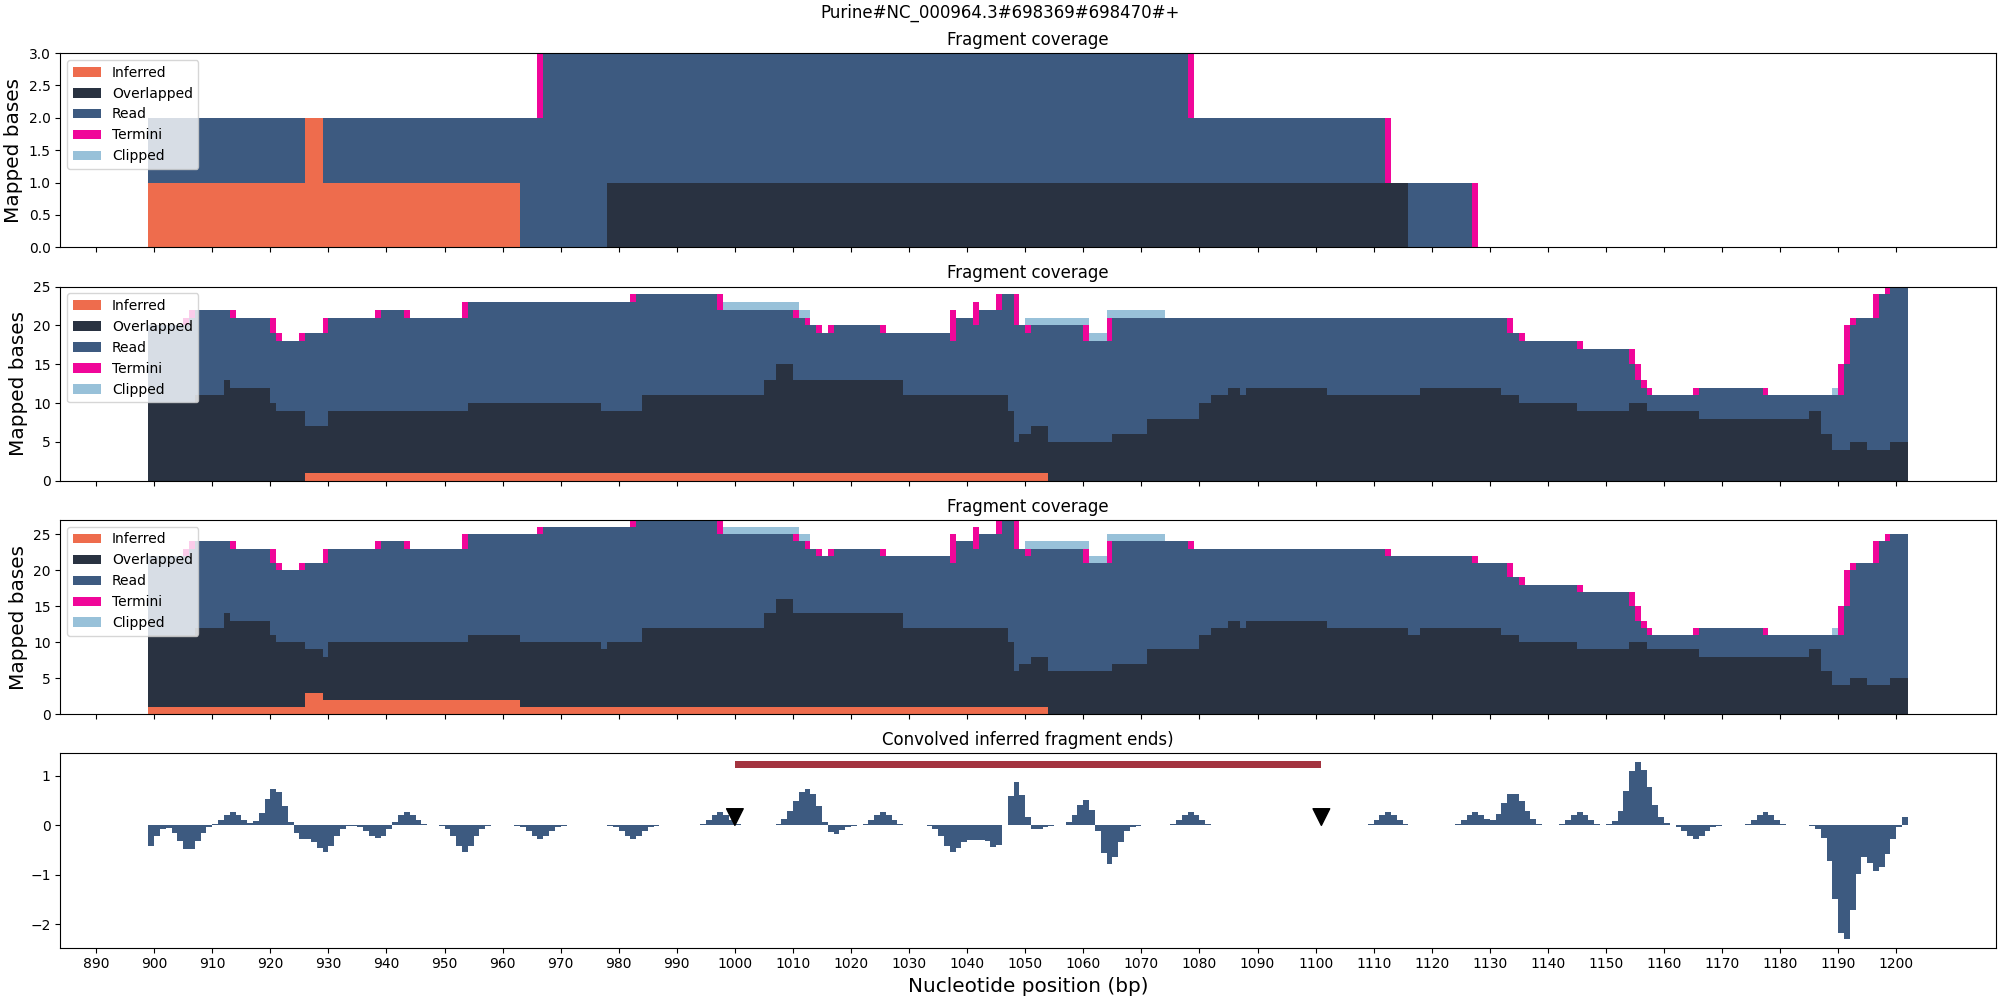 Purine#NC_000964.3#698369#698470#+
Fragment coverage
Mapped bases
3.0
2.5
2.0
1.5
1.0
0.5
0.0
Inferred
Overlapped
Read
Termini
Clipped
Fragment coverage
Mapped bases
25
20
15
10
5
0
Inferred
Overlapped
Read
Termini
Clipped
Fragment coverage
Mapped bases
25
20
15
10
5
0
Inferred
Overlapped
Read
Termini
Clipped
Convolved inferred fragment ends)
1
0
−1
−2
890 900 910 920 930 940 950 960 970 980 990 1000 1010 1020 1030 1040 1050 1060 1070 1080 1090 1100 1110 1120 1130 1140 1150 1160 1170 1180 1190 1200
Nucleotide position (bp)